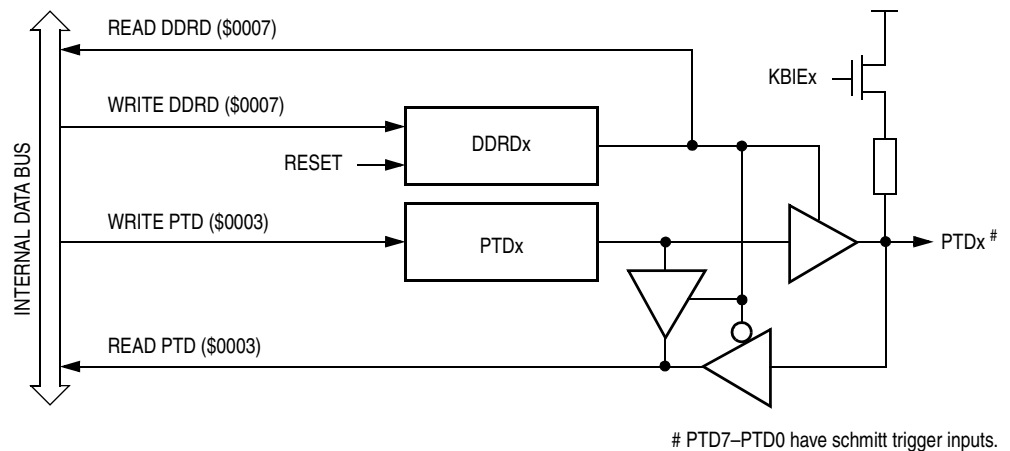 READ DDRD ($0007)
KBIEx
WRITE DDRD ($0007)
DDRDx
RESET
INTERNAL DATA BUS
WRITE PTD ($0003)
PTDx
PTDx #
READ PTD ($0003)
# PTD7–PTD0 have schmitt trigger inputs.